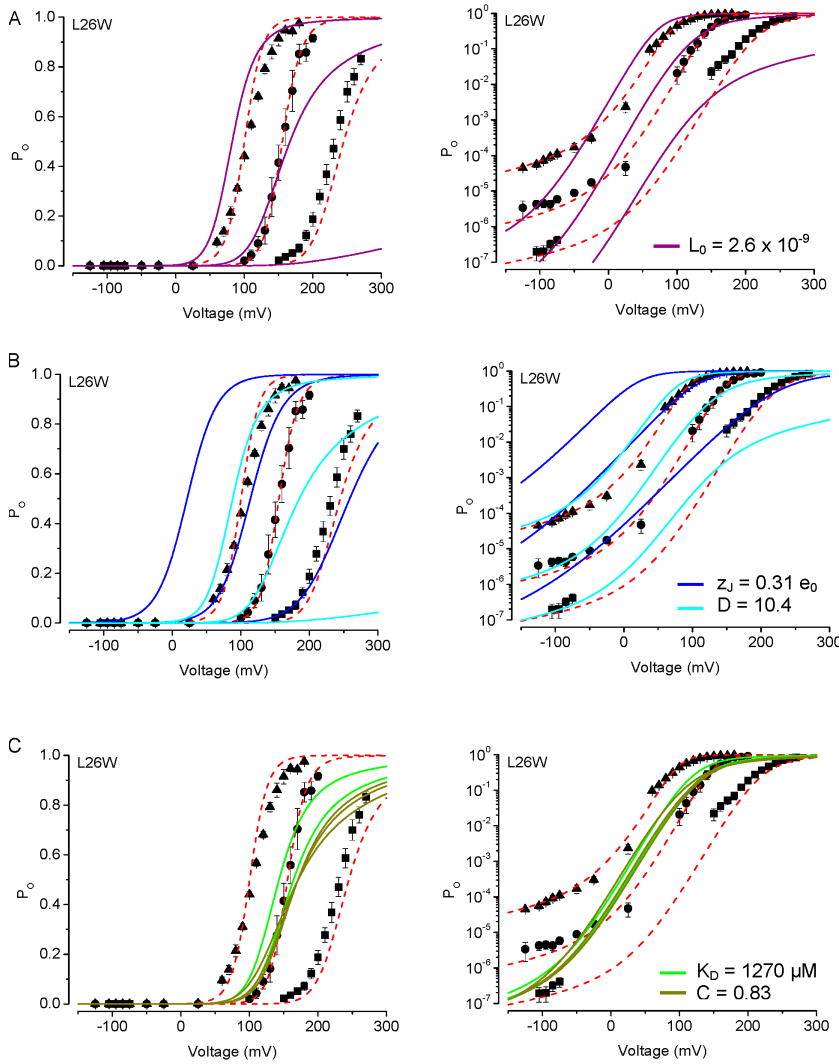 A
L26W
1.0
0.8
0.6
0.4
0.2
0.0
P_O
-100 0 100 200 300
Voltage (mV)
L26W
10^0
10^-1
10^-2
10^-3
10^-4
10^-5
10^-6
10^-7
P_O
L_0 = 2.6 x 10^-9
-100 0 100 200 300
Voltage (mV)
B
L26W
1.0
0.8
0.6
0.4
0.2
0.0
P_O
-100 0 100 200 300
Voltage (mV)
L26W
10^0
10^-1
10^-2
10^-3
10^-4
10^-5
10^-6
10^-7
P_O
z_J = 0.31 e_0
D = 10.4
-100 0 100 200 300
Voltage (mV)
C
L26W
1.0
0.8
0.6
0.4
0.2
0.0
P_O
-100 0 100 200 300
Voltage (mV)
L26W
10^0
10^-1
10^-2
10^-3
10^-4
10^-5
10^-6
10^-7
P_O
K_D = 1270 µM
C = 0.83
-100 0 100 200 300
Voltage (mV)